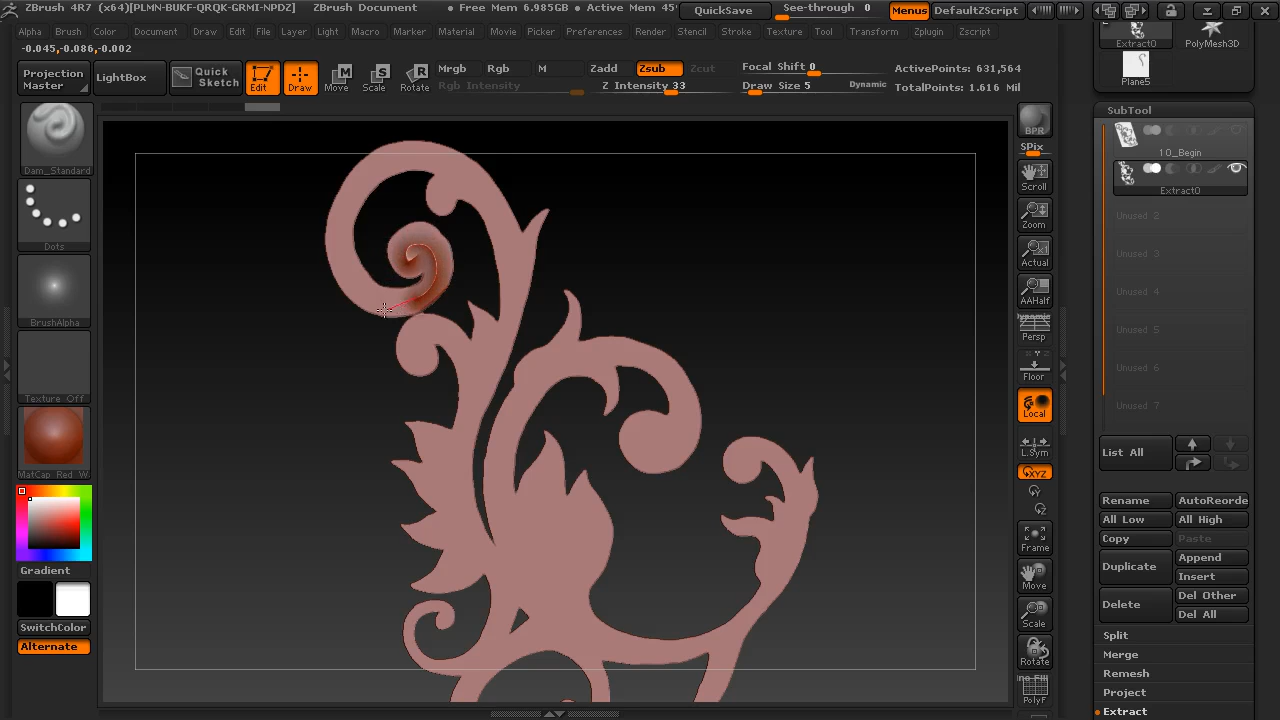 ZBrush 4R7 (x64)[PLMN-BUKF-QRQK-GRMI-NPDZ]
ZBrush Document
• Free Mem 6.985GB • Active Mem 45
QuickSave
See-through 0
Menus
DefaultZScript
Alpha Brush Color Document Draw Edit File Layer Light Macro Marker Material Movie Picker Preferences Render Stencil Stroke Texture Tool Transform Zplugin Zscript
-0.045,-0.086,-0.002
Projection
Master
LightBox
Quick
Sketch
Edit
Draw
Move
Scale
Rotate
Mrgb Rgb M Zadd Zsub Zcut
Rgb Intensity
Z Intensity 33
Focal Shift 0
Draw Size 5
Dynamic
ActivePoints: 631,564
TotalPoints: 1.616 Mil
Extract0
PolyMesh3D
Plane5
Dam_Standard
Dots
BrushAlpha
Texture Off
MatCap Red W
Gradient
SwitchColor
Alternate
BPR
SPix
Scroll
Zoom
Actual
AAHalf
Dynamic
Persp
Floor
Local
L.Sym
XYZ
Y
Z
Frame
Move
Scale
Rotate
PolyF
SubTool
10_Begin
Extract0
Unused 2
Unused 3
Unused 4
Unused 5
Unused 6
Unused 7
List All
Rename AutoReorde
All Low All High
Copy Paste
Duplicate
Append
Insert
Delete
Del Other
Del All
Split
Merge
Remesh
Project
Extract